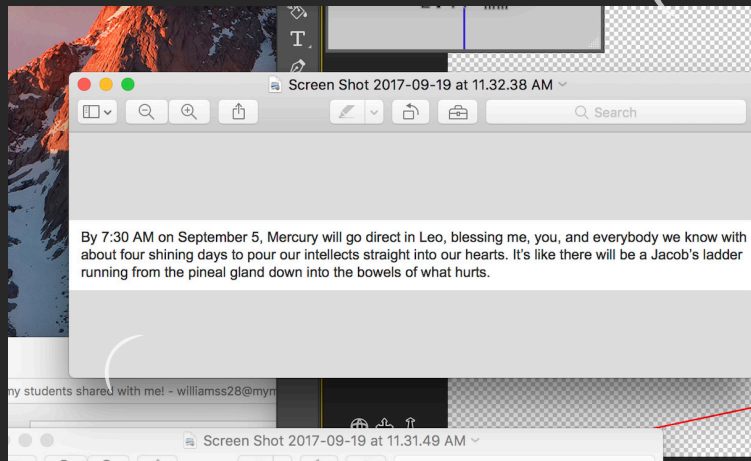 T
Screen Shot 2017-09-19 at 11.32.38 AM
Search
By 7:30 AM on September 5, Mercury will go direct in Leo, blessing me, you, and everybody we know with
about four shining days to pour our intellects straight into our hearts. It’s like there will be a Jacob’s ladder
running from the pineal gland down into the bowels of what hurts.
my students shared with me! - williamss28@mym
Screen Shot 2017-09-19 at 11.31.49 AM